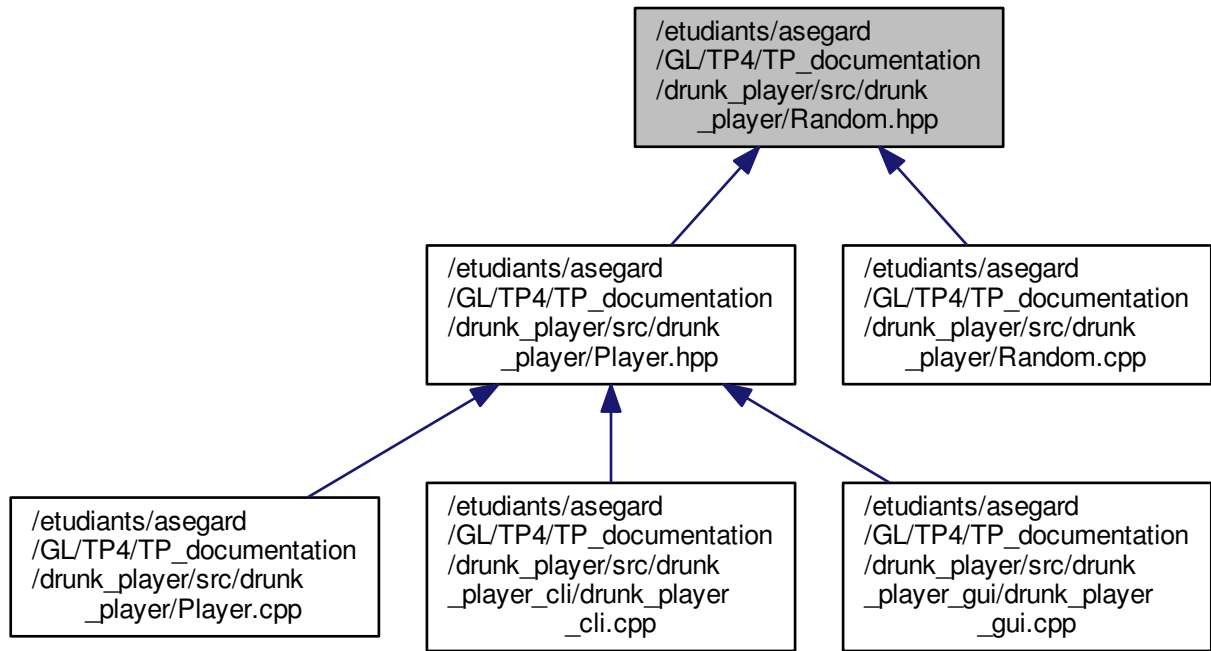 /etudiants/asegard
/GL/TP4/TP_documentation
/drunk_player/src/drunk
_player/Random.hpp
/etudiants/asegard
/GL/TP4/TP_documentation
/drunk_player/src/drunk
_player/Player.hpp
/etudiants/asegard
/GL/TP4/TP_documentation
/drunk_player/src/drunk
_player/Random.cpp
/etudiants/asegard
/GL/TP4/TP_documentation
/drunk_player/src/drunk
_player/Player.cpp
/etudiants/asegard
/GL/TP4/TP_documentation
/drunk_player/src/drunk
_player_cli/drunk_player
_cli.cpp
/etudiants/asegard
/GL/TP4/TP_documentation
/drunk_player/src/drunk
_player_gui/drunk_player
_gui.cpp